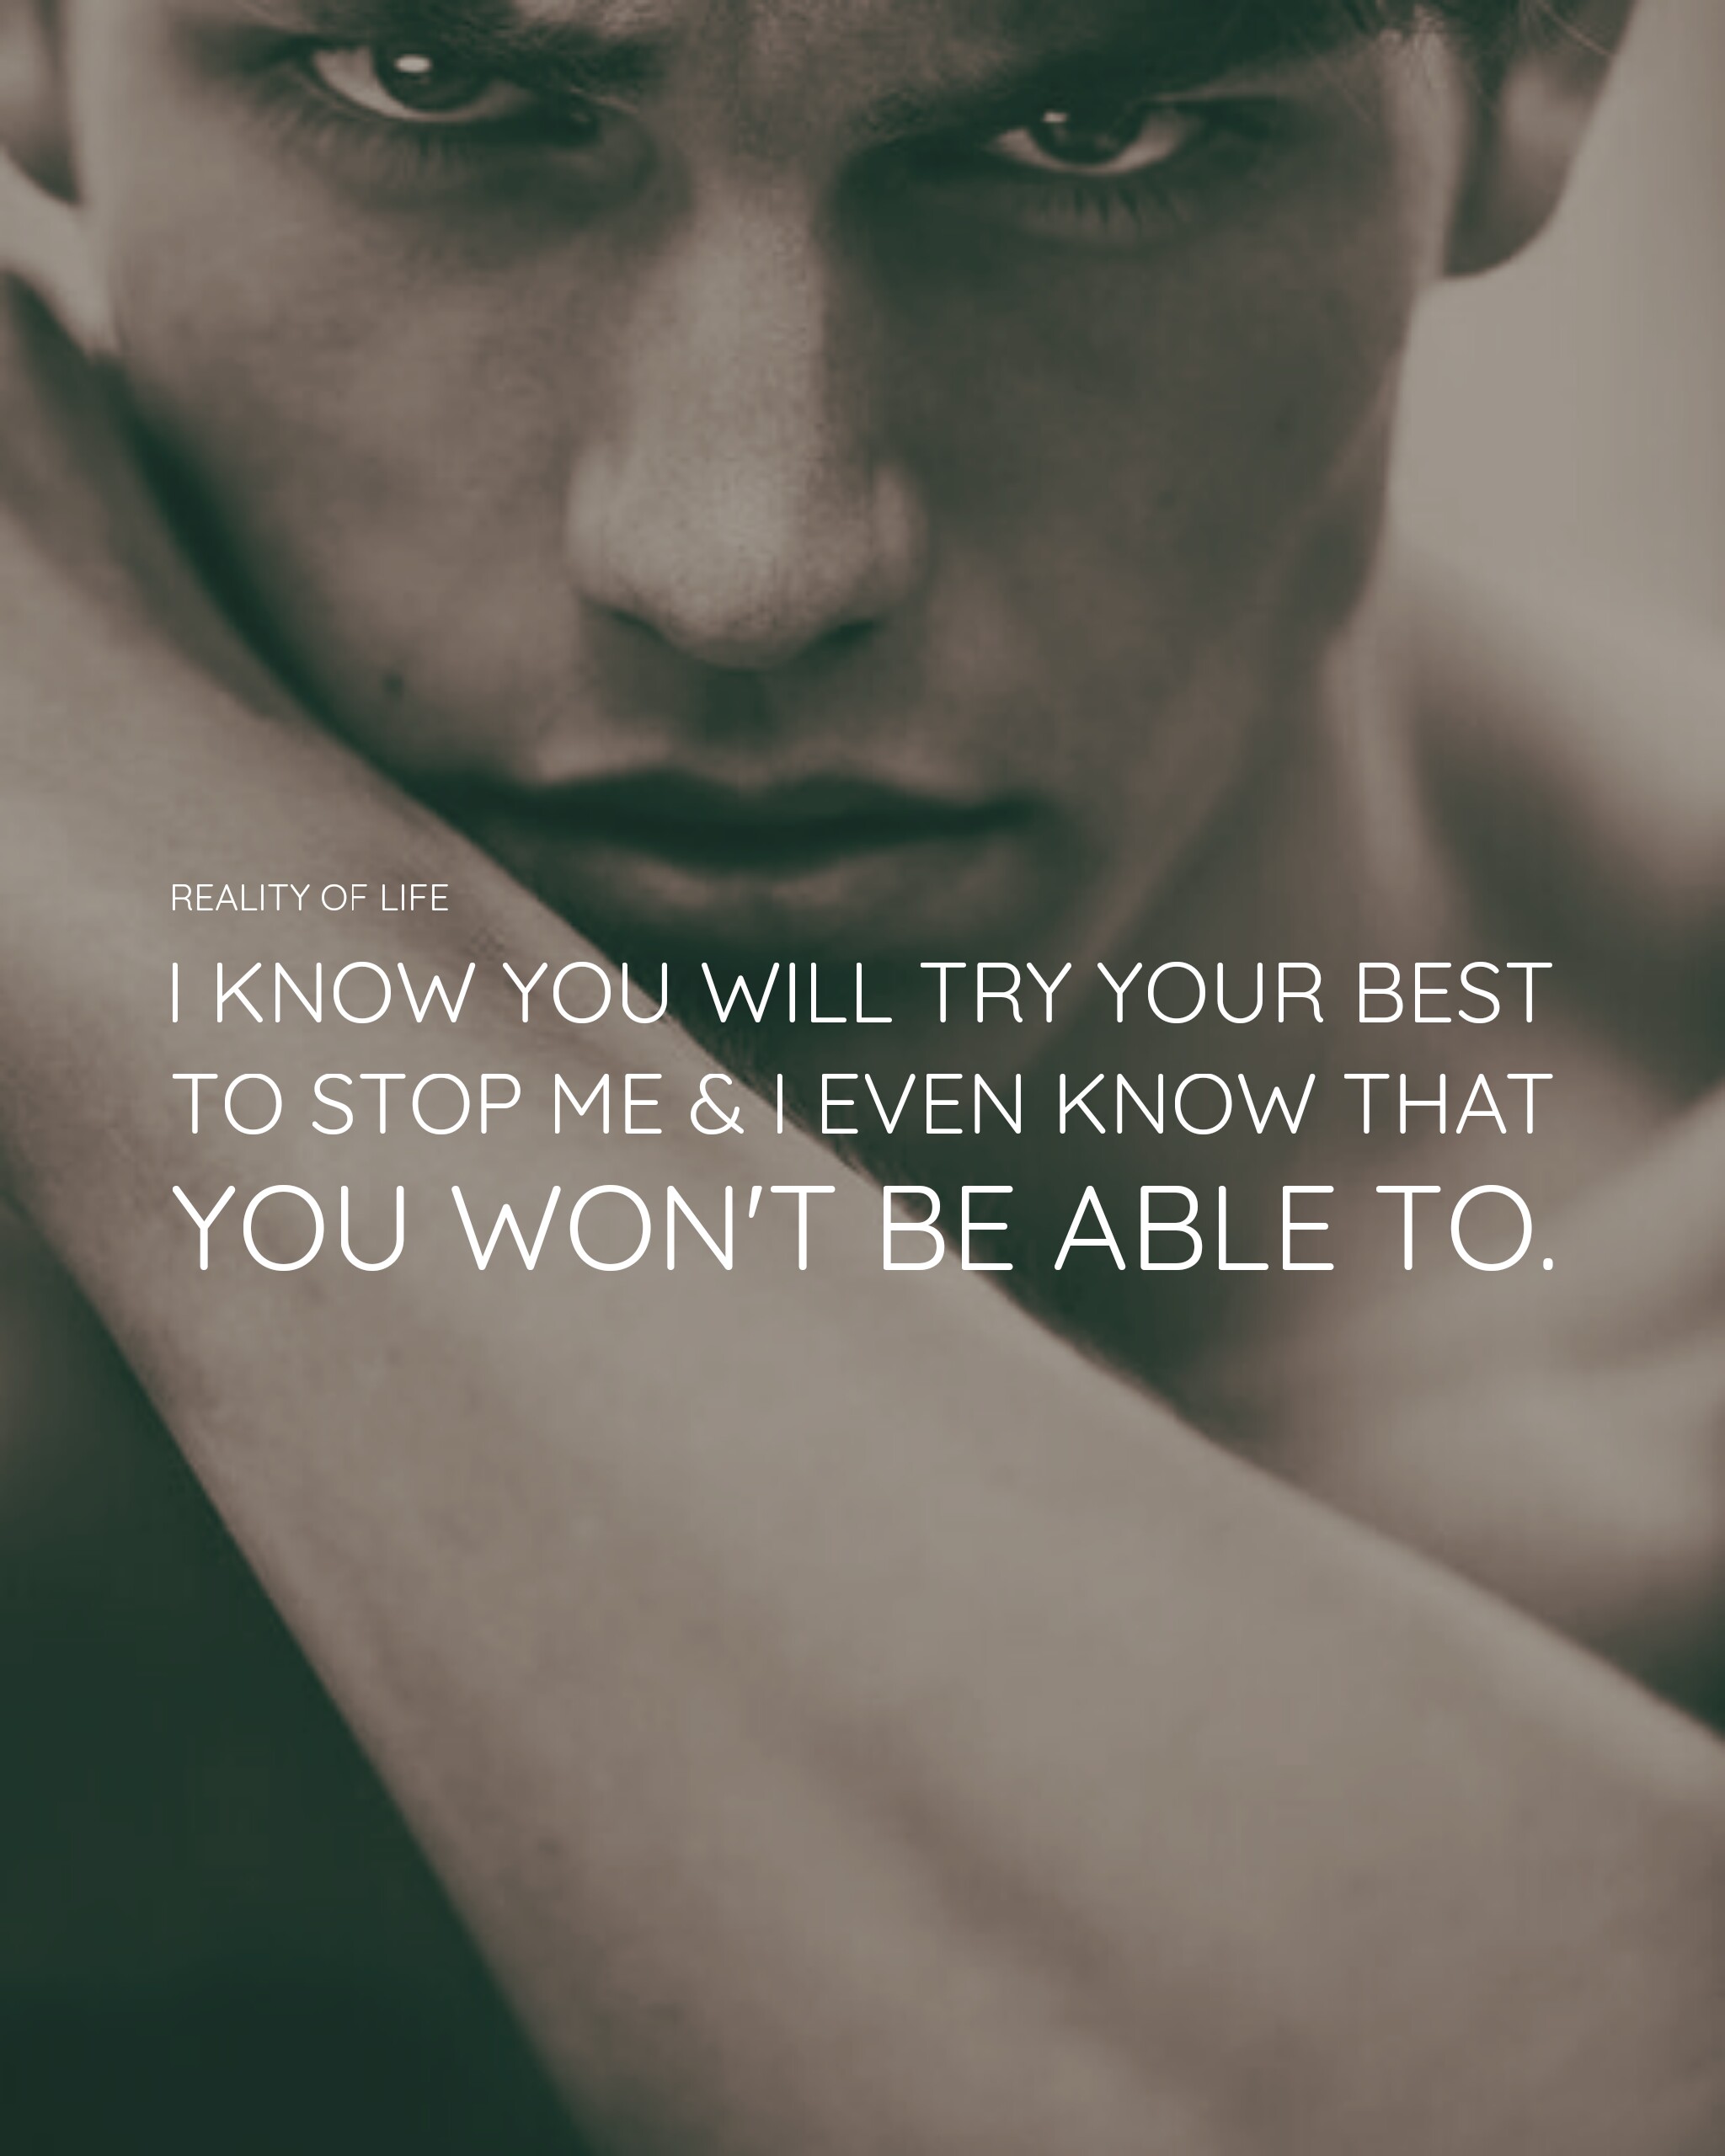 REALITY OF LIFE
I KNOW YOU WILL TRY YOUR BEST
TO STOP ME & I EVEN KNOW THAT
YOU WON'T BE ABLE TO.